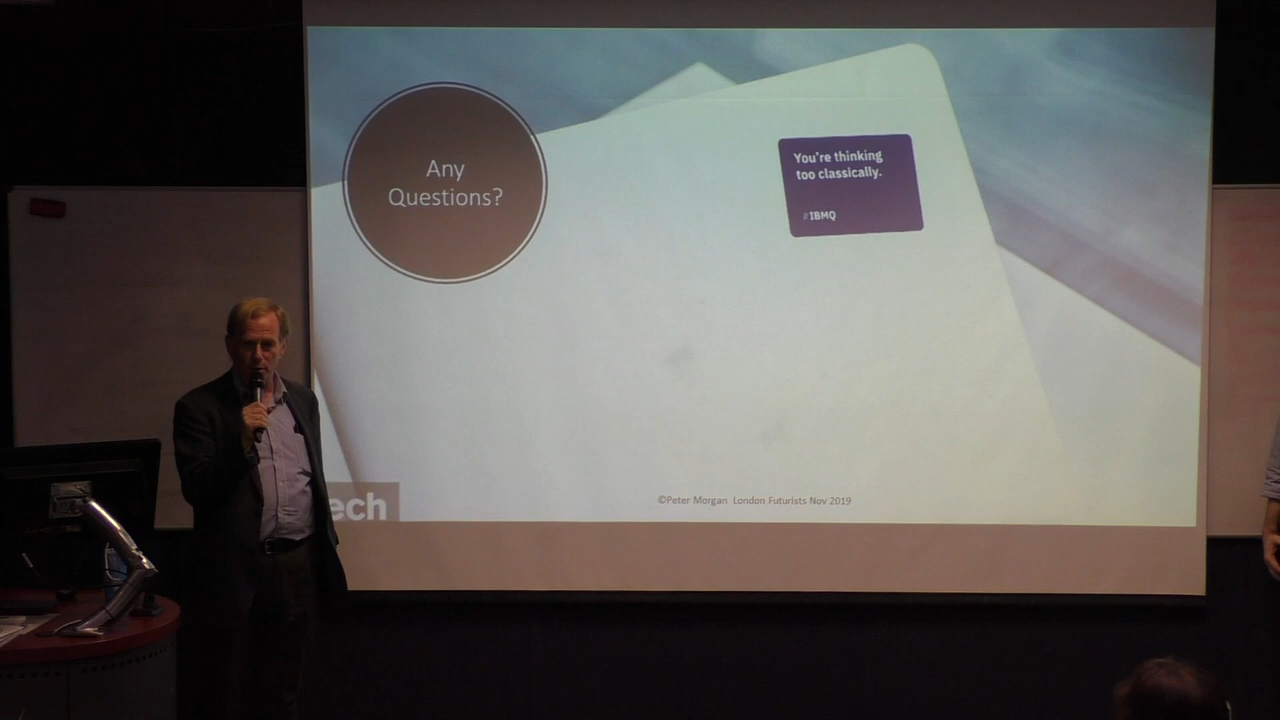 Any
Questions?
You're thinking
too classically.
#IBMQ
ech
©Peter Morgan London Futurists Nov 2019